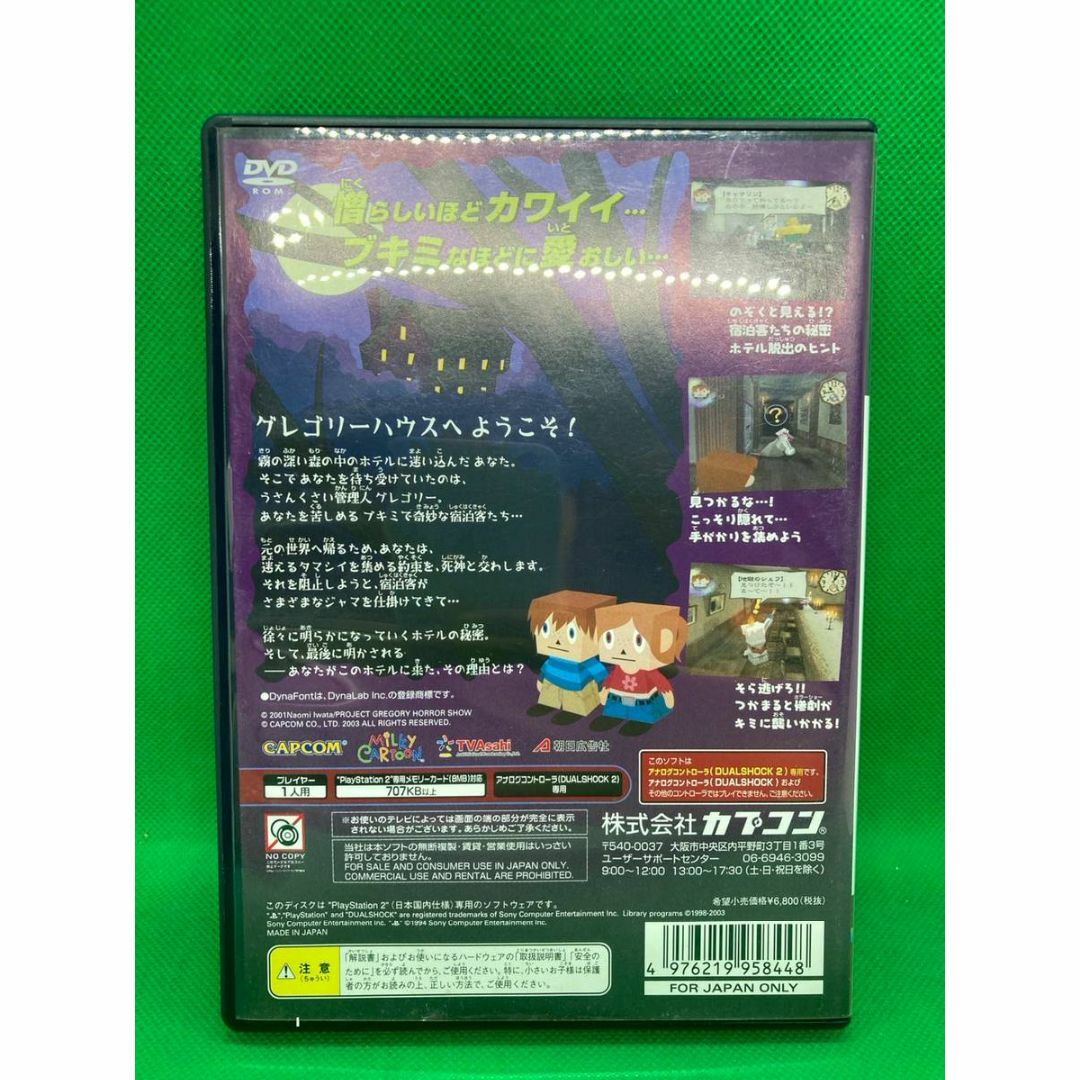 DVD
ROM
憎らしいほどカワイイ…
ブキミなほどに愛おしい…
のぞくと見える!?
宿泊客たちの秘密
ホテル脱出のヒント
グレゴリーハウスへ ようこそ!
霧の深い森の中のホテルに迷い込んだ あなた。
そこで あなたを待ち受けていたのは、
うさんくさい管理人 グレゴリー。
あなたを苦しめる ブキミで奇妙な宿泊客たち…
元の世界へ帰るため、あなたは、
迷えるタマシイを集める約束を、死神と交わします。
それを阻止しようと、宿泊客が
さまざまなジャマを仕掛けてきて…
徐々に明らかになっていくホテルの秘密。
そして、最後に明かされる
── あなたがこのホテルに来た、その理由とは?
見つかるな…!
こっそり隠れて…
手がかりを集めよう
【地獄のシェフ】
そら逃げろ!!
つかまると惨劇が
キミに襲いかかる!
●DynaFontは、DynaLab Inc.の登録商標です。
© 2001Naomi Iwata/PROJECT GREGORY HORROR SHOW
© CAPCOM CO., LTD. 2003 ALL RIGHTS RESERVED.
CAPCOM
MILKY CARTOON
TVAsahi
朝日広告社
プレイヤー
1人用
"PlayStation 2"専用メモリーカード(8MB)対応
707KB以上
アナログコントローラ(DUALSHOCK 2)
専用
このソフトは
アナログコントローラ(DUALSHOCK 2)専用です。
アナログコントローラ(DUALSHOCK)および
その他のコントローラではプレイできません。ご注意ください。
NO COPY
※お使いのテレビによっては画面の端の部分が完全に表示
されない場合がございます。あらかじめご了承ください。
当社は本ソフトの無断複製・賃貸・営業使用はいっさい
許可しておりません。
FOR SALE AND CONSUMER USE IN JAPAN ONLY.
COMMERCIAL USE AND RENTAL ARE PROHIBITED.
株式会社 カプコン®
〒540-0037 大阪市中央区内平野町3丁目1番3号
ユーザーサポートセンター 06-6946-3099
9:00~12:00 13:00~17:30(土・日・祝日を除く)
このディスクは "PlayStation 2"(日本国内仕様)専用のソフトウェアです。
希望小売価格¥6,800(税抜)
"PlayStation" and "DUALSHOCK" are registered trademarks of Sony Computer Entertainment Inc. Library programs ©1998-2003
Sony Computer Entertainment Inc. ©1994 Sony Computer Entertainment Inc.
MADE IN JAPAN
注意
(ちゅうい)
「解説書」およびお使いになるハードウェアの「取扱説明書」「安全の
ために」を必ず読んでから、ご使用ください。特に、小さいお子様は保護
者の方がお読みの上、正しい方法で、ご使用ください。
4 976219 958448
FOR JAPAN ONLY